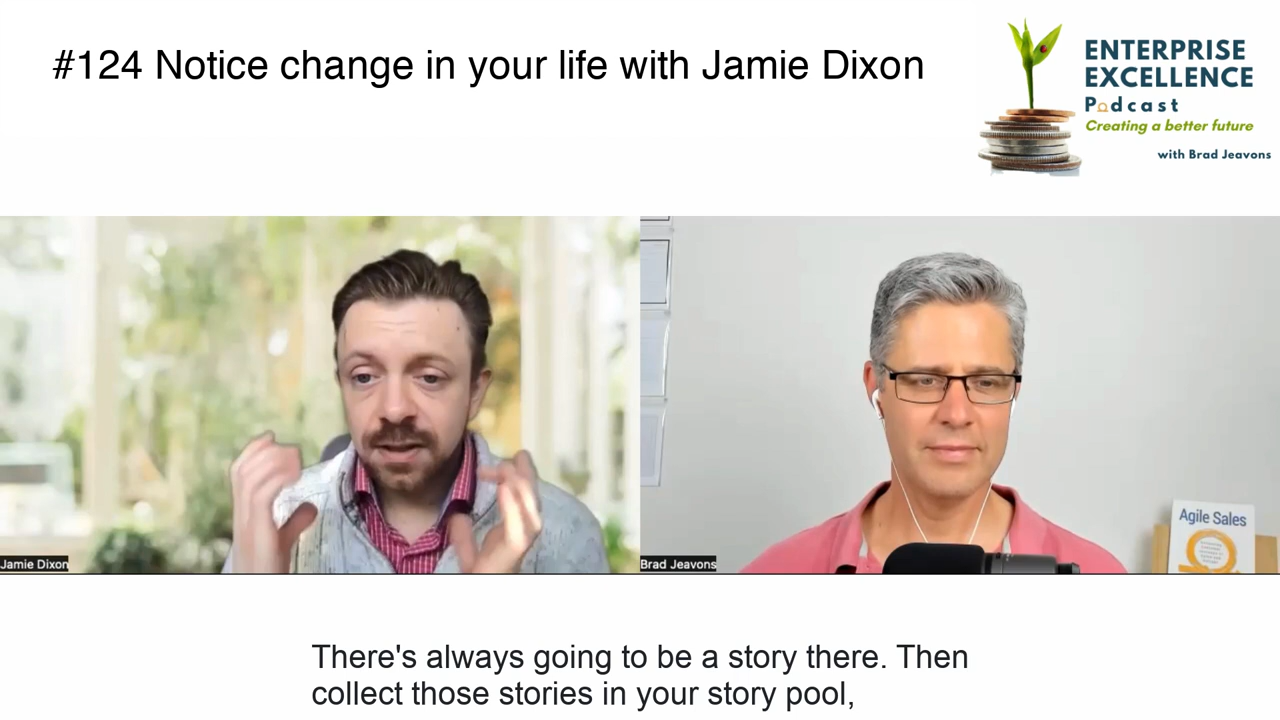 #124 Notice change in your life with Jamie Dixon
ENTERPRISE
EXCELLENCE
Podcast
Creating a better future
with Brad Jeavons
Jamie Dixon
Brad Jeavons
Agile Sales
There's always going to be a story there. Then
collect those stories in your story pool,